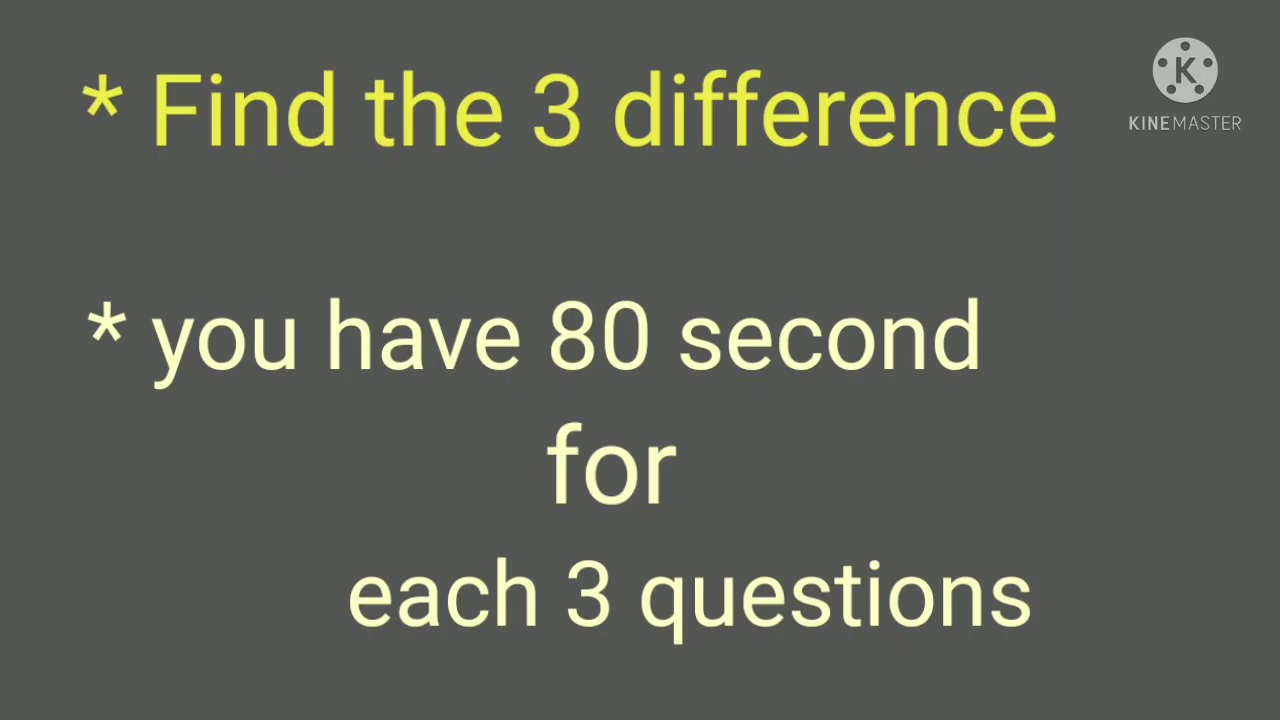 * Find the 3 difference
K
KINEMASTER
* you have 80 second
for
each 3 questions